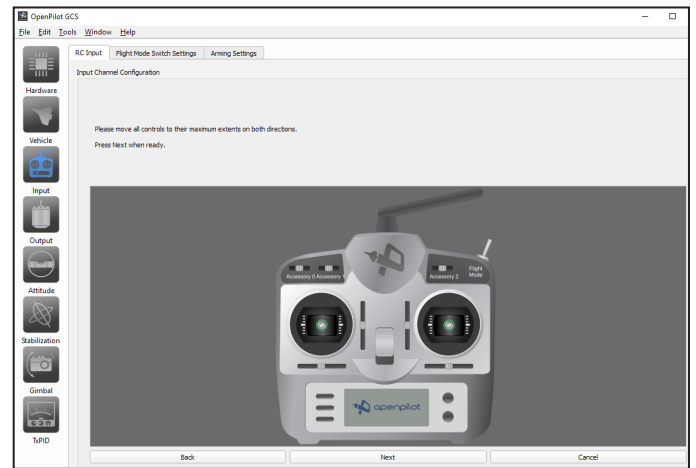 OpenPilot GCS
File Edit Tools Window Help
RC Input Flight Mode Switch Settings Arming Settings
Input Channel Configuration
Hardware
Please move all controls to their maximum extents on both directions.
Vehicle
Press Next when ready.
Input
Output
Accessory 0 Accessory 1 Accessory 2 Flight
Mode
Attitude
Stabilization
Gimbal
openpilot
TxPID
Back Next Cancel